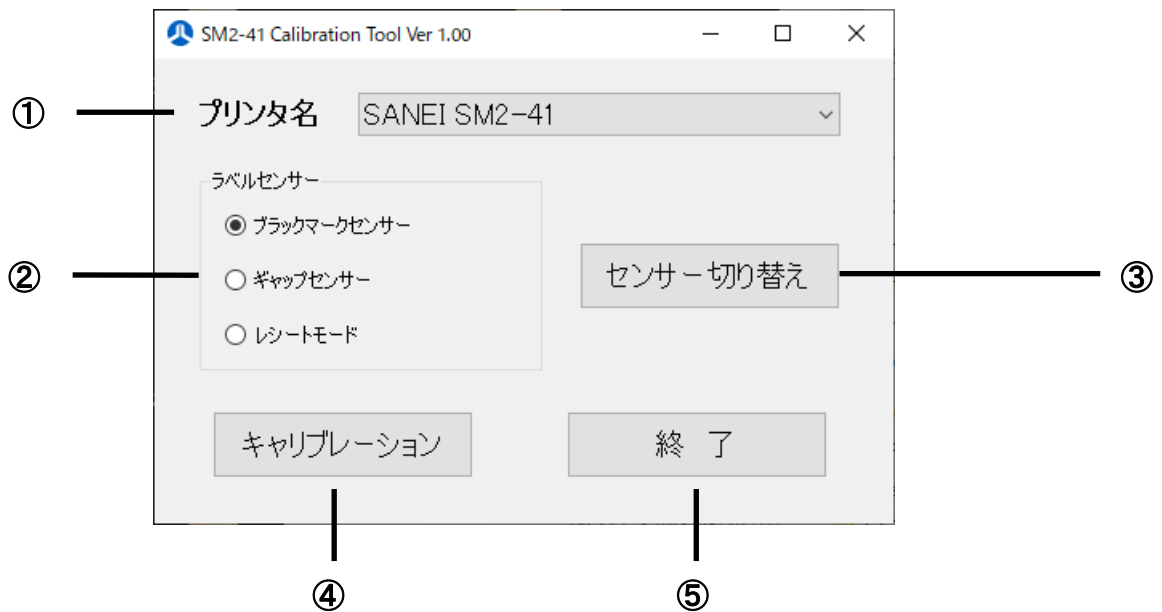 SM2-41 Calibration Tool Ver 1.00
① プリンタ名 SANEI SM2-41
ラベルセンサー
ブラックマークセンサー
② ギャップセンサー センサー切り替え ③
レシートモード
キャリブレーション 終 了
④ ⑤